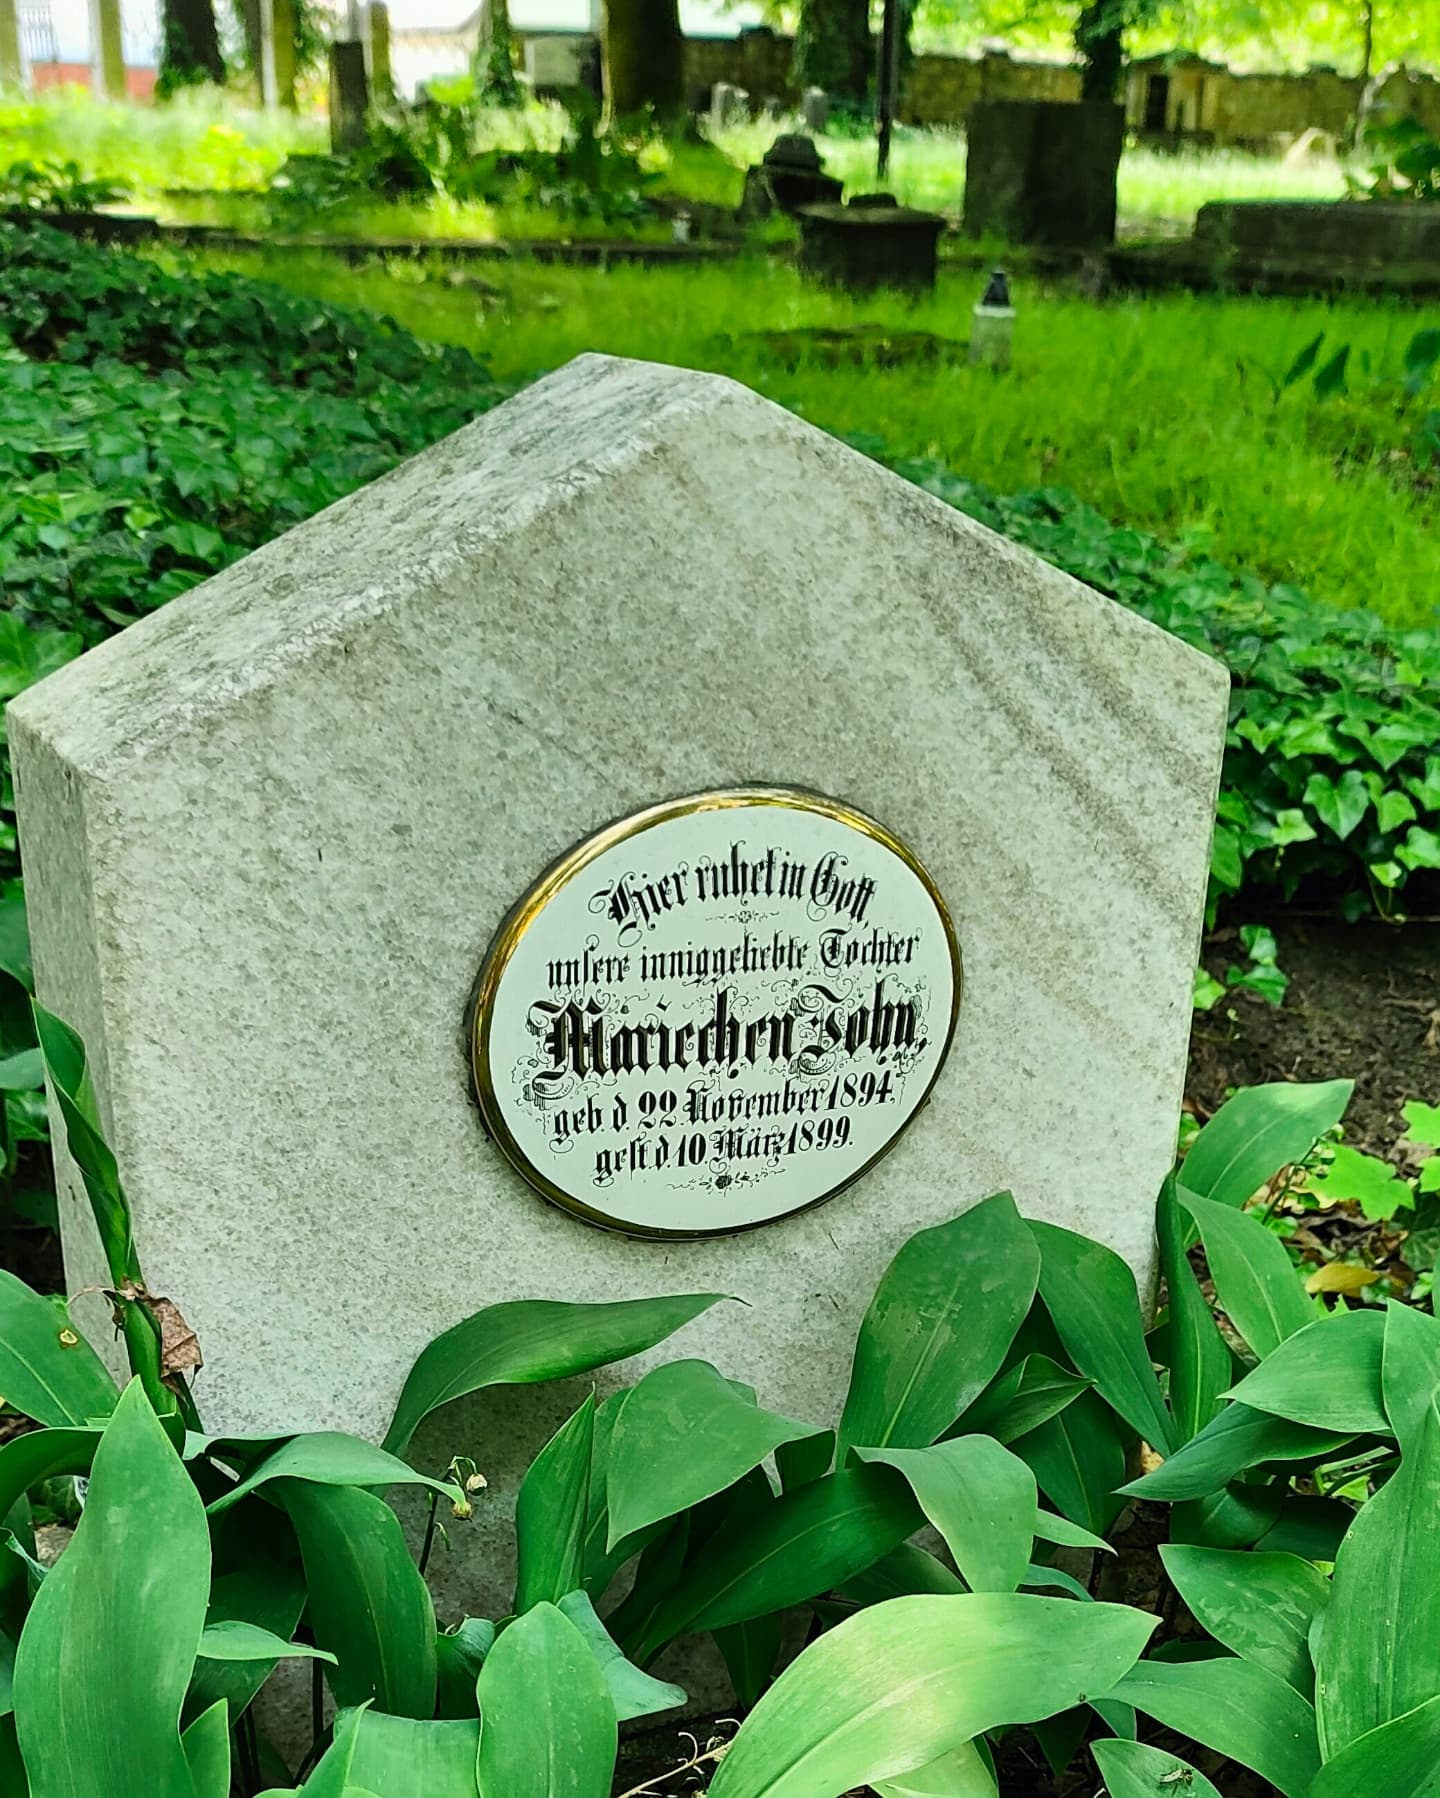 Hier ruhet in Gott,
unsere inniggeliebte Tochter
Mariechen John,
geb. d. 22. November 1894,
gest. d. 10. März 1899.